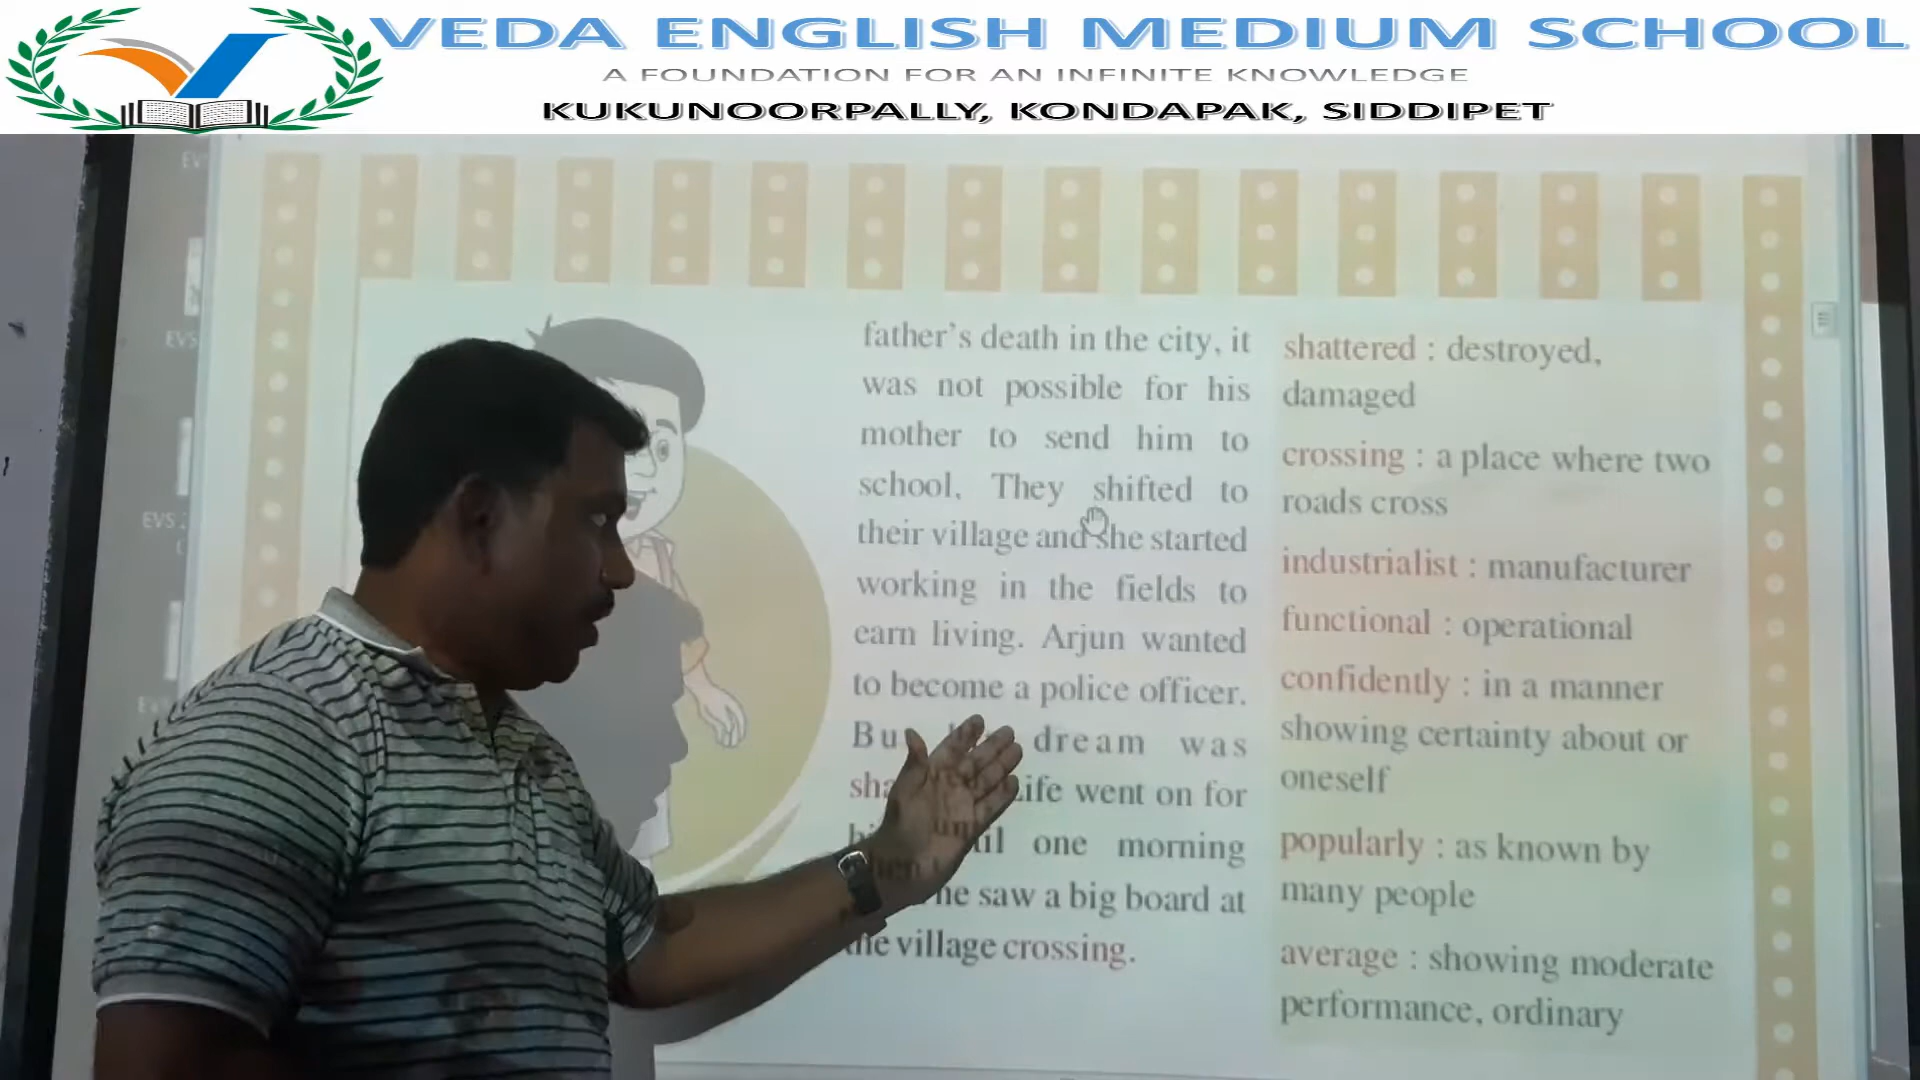 VEDA ENGLISH MEDIUM SCHOOL
A FOUNDATION FOR AN INFINITE KNOWLEDGE
KUKUNOORPALLY, KONDAPAK, SIDDIPET
EVS
EVS
father's death in the city, it
was not possible for his
mother to send him to
school. They shifted to
their village and she started
working in the fields to
earn living. Arjun wanted
to become a police officer.
dream was
Life went on for
until one morning
he saw a big board at
the village crossing.
shattered : destroyed,
damaged
crossing : a place where two
roads cross
industrialist : manufacturer
functional : operational
confidently : in a manner
showing certainty about or
oneself
popularly : as known by
many people
average : showing moderate
performance, ordinary